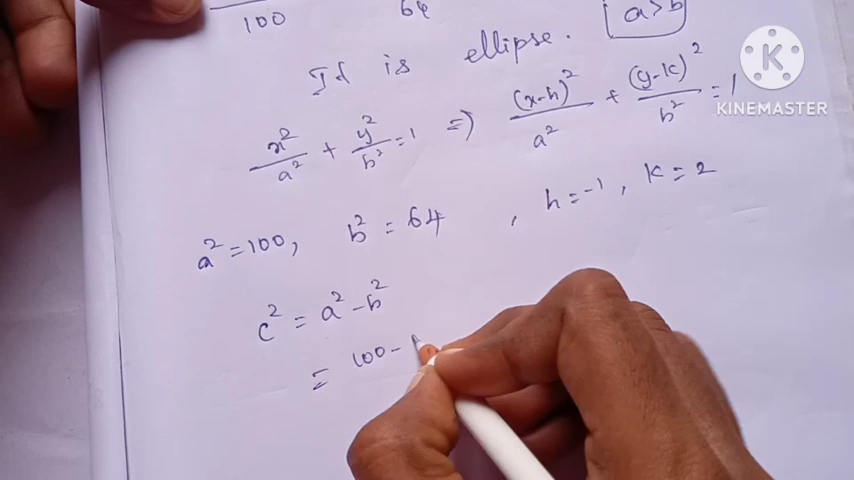 100 64 a>b
It is ellipse.
x²/a² + y²/b² = 1 ⇒ (x-h)²/a² + (y-k)²/b² = 1
a² = 100, b² = 64 , h = -1, k = 2
c² = a² - b²
= 100 -
K
KINEMASTER